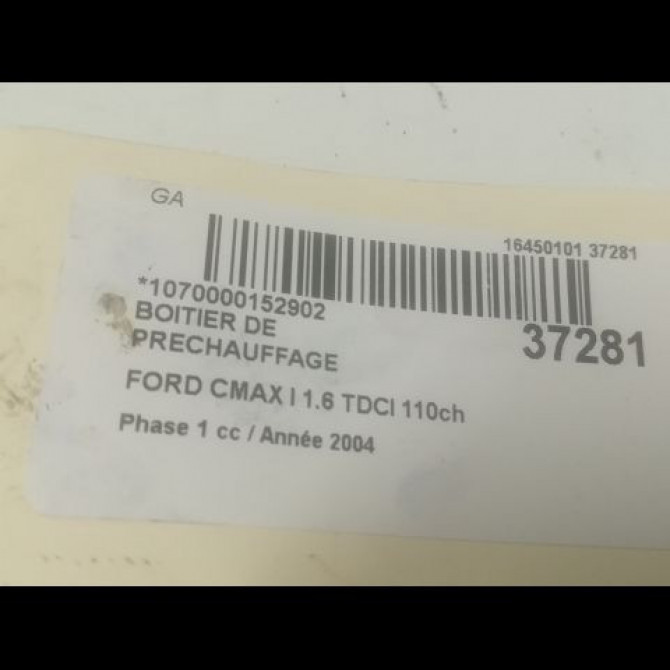 GA
16450101 37281
*1070000152902
37281
BOITIER DE
PRECHAUFFAGE
FORD CMAX I 1.6 TDCI 110ch
Phase 1 cc / Année 2004